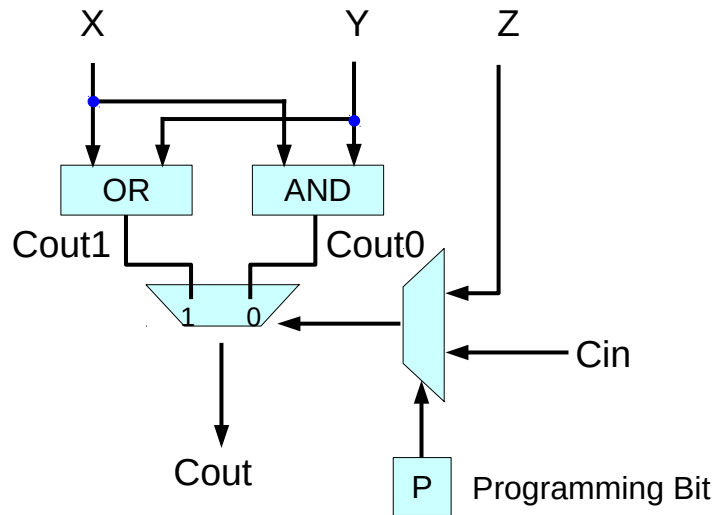 X Y Z
OR AND
Cout1 Cout0
1 0
Cin
Cout
P Programming Bit